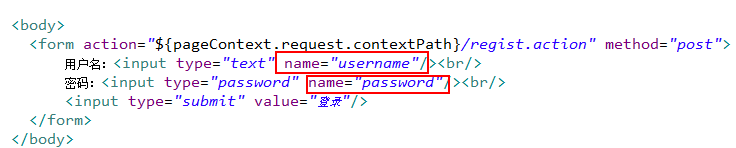 <body>
<form action="${pageContext.request.contextPath}/regist.action" method="post">
用户名：<input type="text" name="username"/><br/>
密码：<input type="password" name="password"/><br/>
<input type="submit" value="登录"/>
</form>
</body>